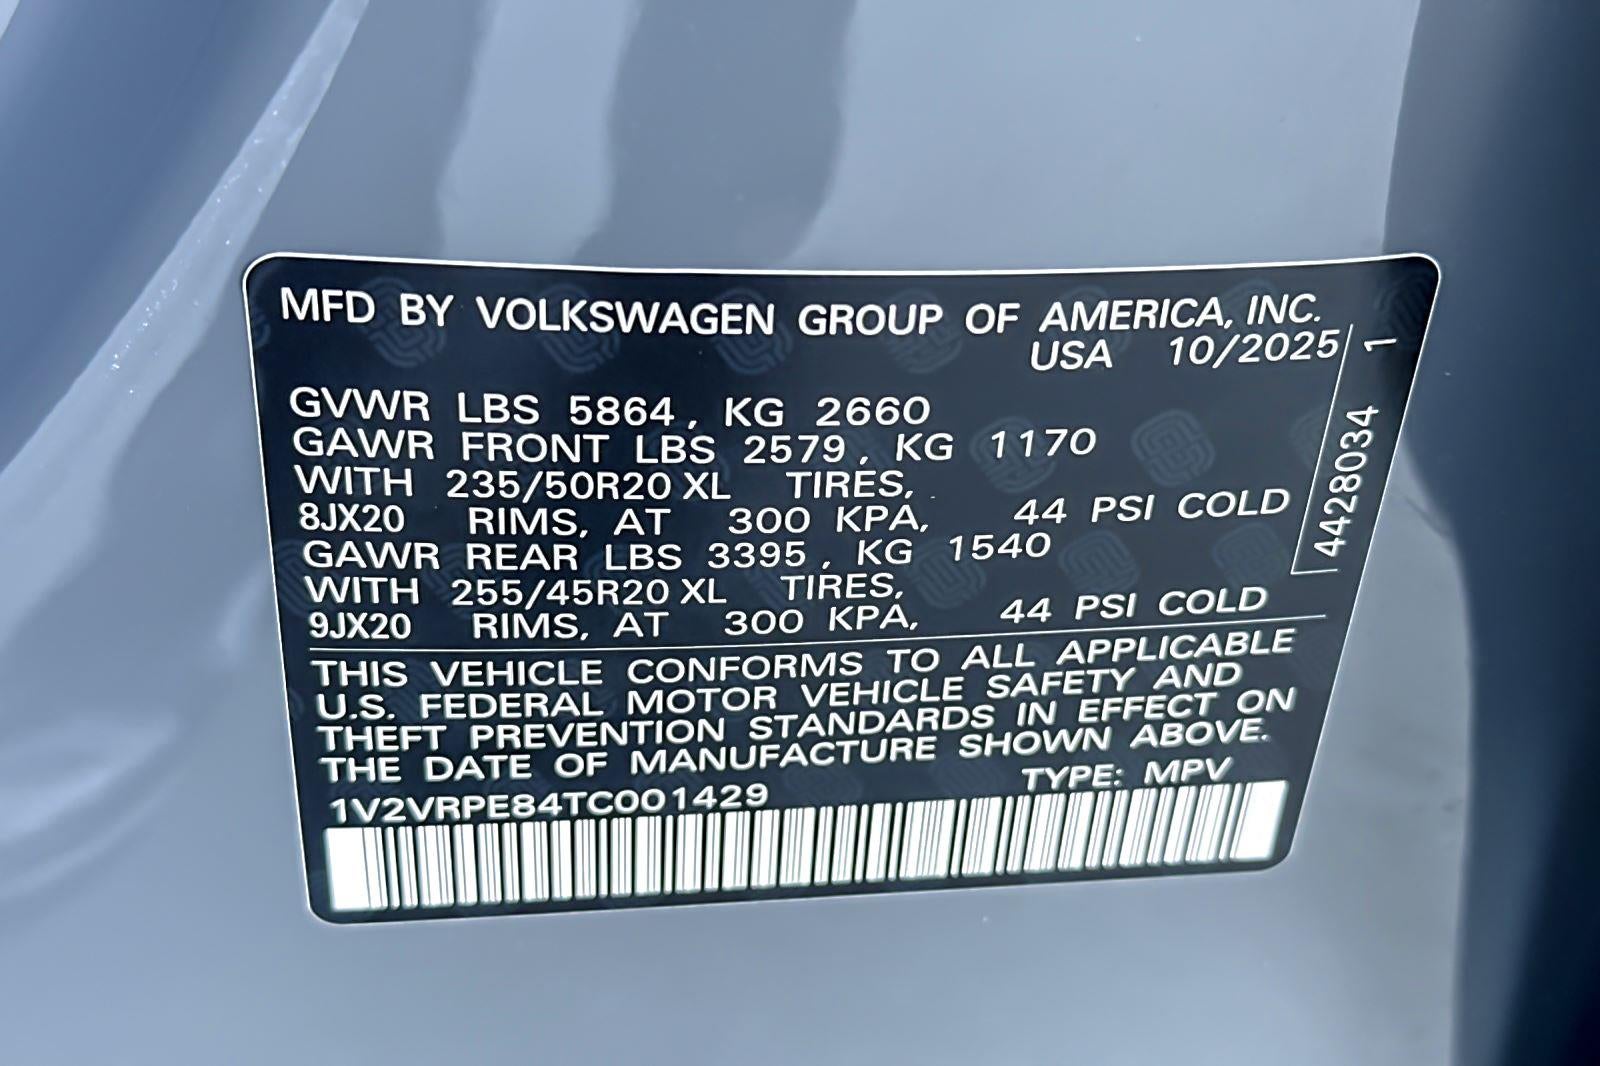 MFD BY VOLKSWAGEN GROUP OF AMERICA, INC.
USA 10/2025
GVWR LBS 5864, KG 2660
GAWR FRONT LBS 2579, KG 1170
WITH 235/50R20 XL TIRES,
8JX20 RIMS, AT 300 KPA, 44 PSI COLD
GAWR REAR LBS 3395, KG 1540
WITH 255/45R20 XL TIRES,
9JX20 RIMS, AT 300 KPA, 44 PSI COLD
4428034 1
THIS VEHICLE CONFORMS TO ALL APPLICABLE
U.S. FEDERAL MOTOR VEHICLE SAFETY AND
THEFT PREVENTION STANDARDS IN EFFECT ON
THE DATE OF MANUFACTURE SHOWN ABOVE.
TYPE: MPV
1V2VRPE84TC001429